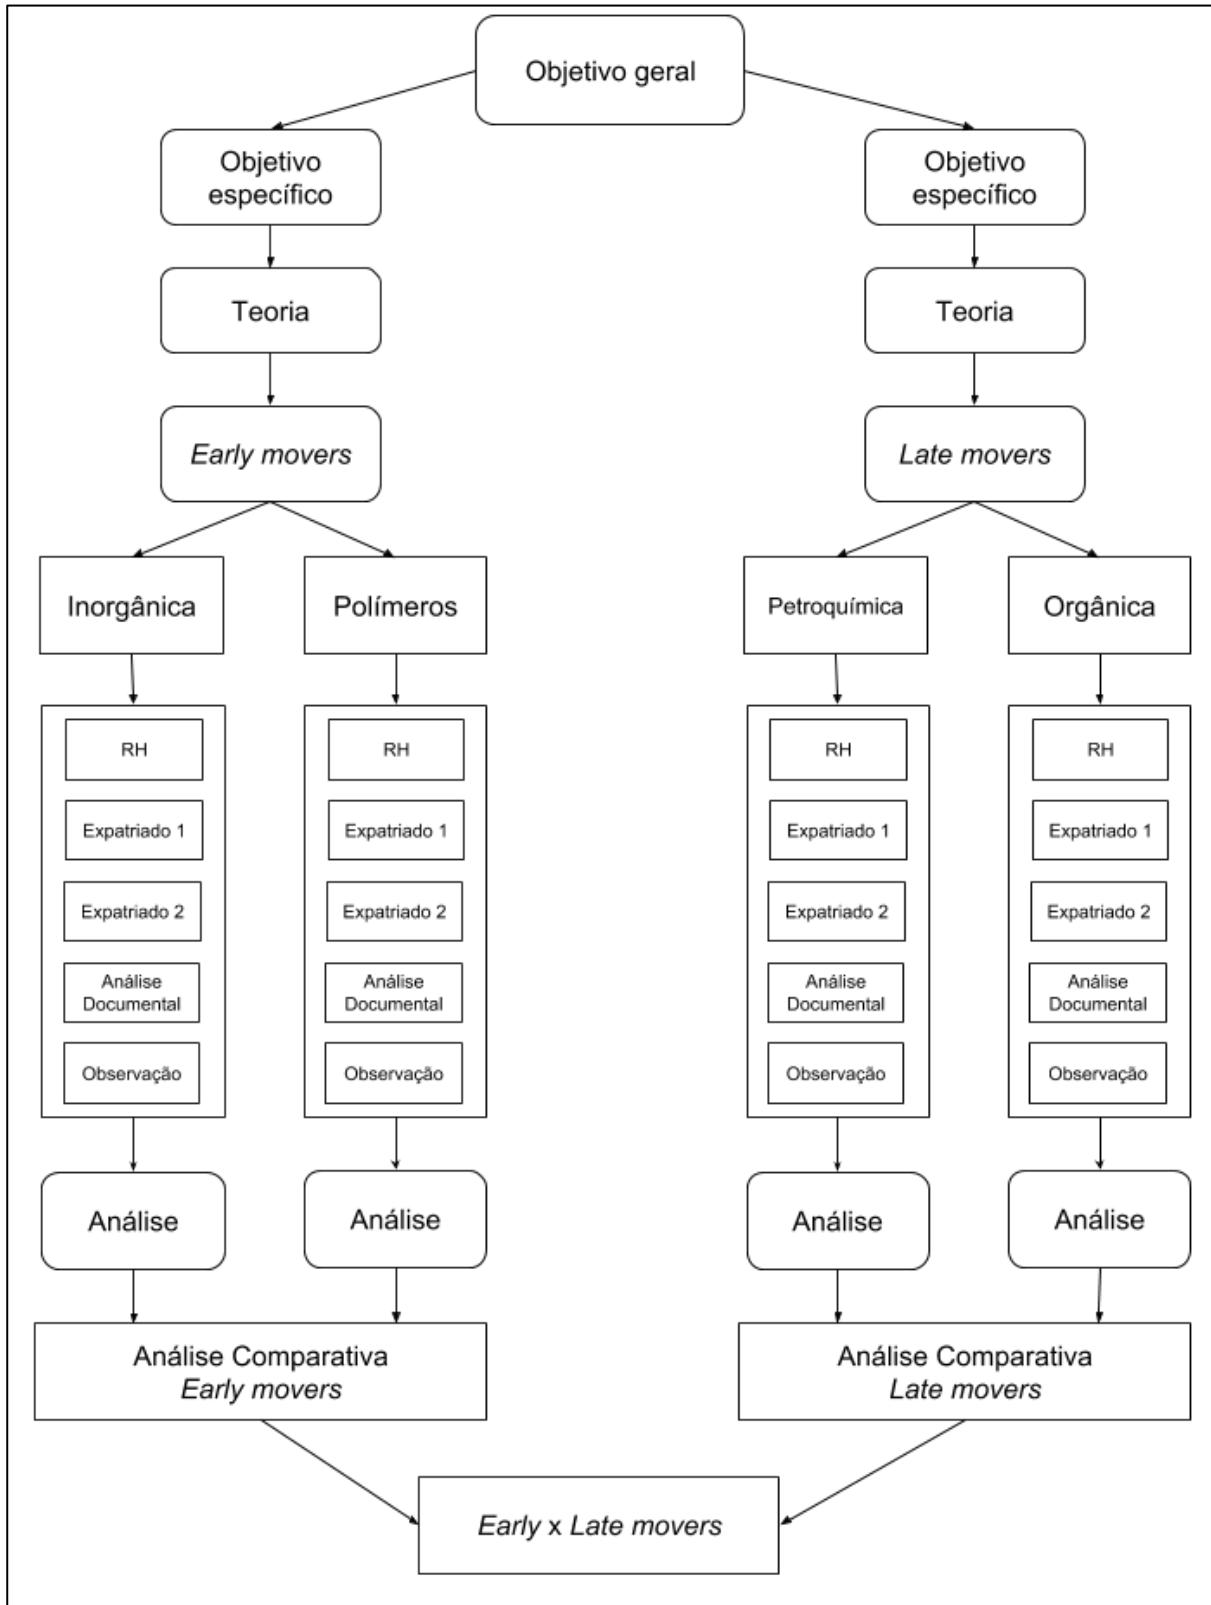 Objetivo geral
Objetivo
específico
Objetivo
específico
Teoria
Teoria
Early movers
Late movers
Inorgânica
Polímeros
Petroquímica
Orgânica
RH
RH
RH
RH
Expatriado 1
Expatriado 1
Expatriado 1
Expatriado 1
Expatriado 2
Expatriado 2
Expatriado 2
Expatriado 2
Análise
Documental
Análise
Documental
Análise
Documental
Análise
Documental
Observação
Observação
Observação
Observação
Análise
Análise
Análise
Análise
Análise Comparativa
Early movers
Análise Comparativa
Late movers
Early x Late movers